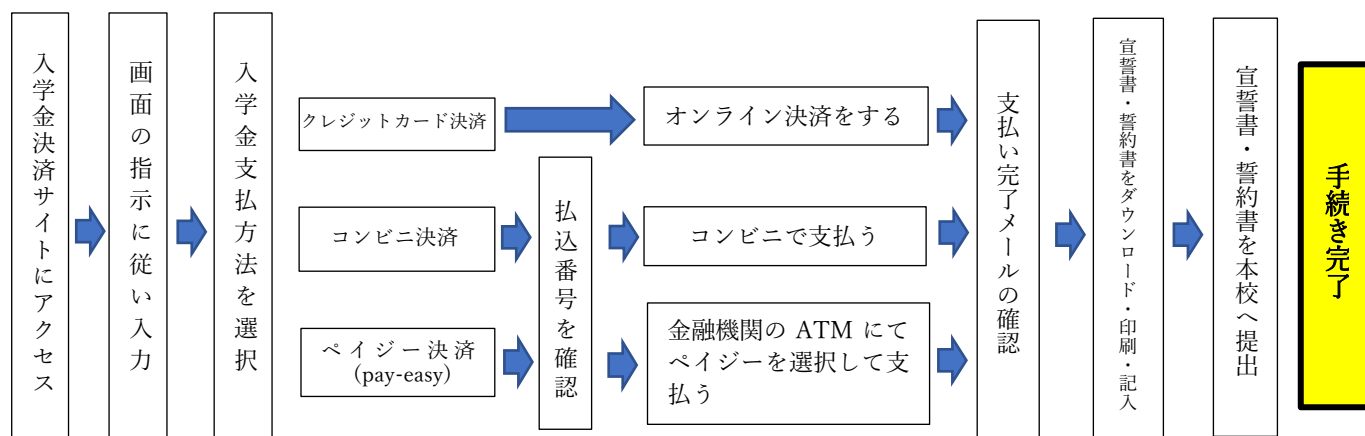 入学金決済サイトにアクセス
画面の指示に従い入力
入学金支払方法を選択
クレジットカード決済
オンライン決済をする
コンビニ決済
払込番号を確認
コンビニで支払う
ペイジー決済
(pay-easy)
金融機関の ATM にて
ペイジーを選択して支
払う
支払い完了メールの確認
宣誓書・誓約書をダウンロード・印刷・記入
宣誓書・誓約書を本校へ提出
手続き完了